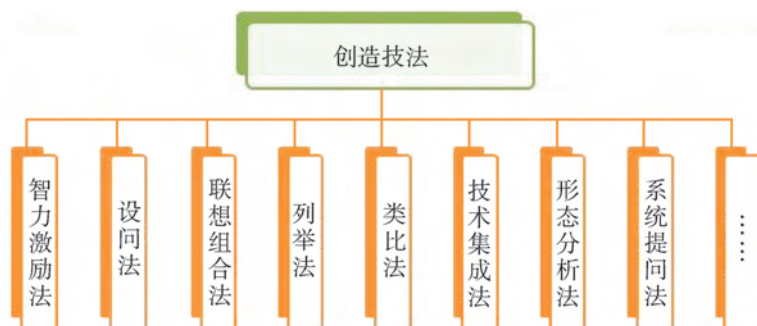 创造技法
智力激励法
设问法
联想组合法
列举法
类比法
技术集成法
形态分析法
系统提问法
……